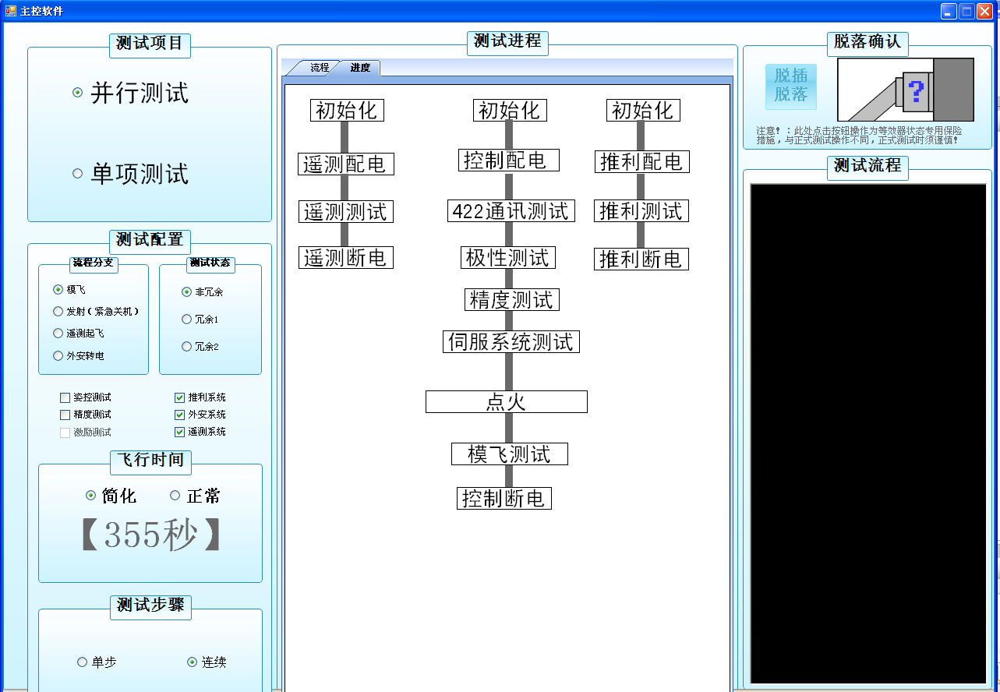 主控软件
测试项目
并行测试
单项测试
测试配置
流程分支
模飞
发射（紧急关机）
遥测起飞
外安转电
测试状态
非冗余
冗余1
冗余2
姿控测试
精度测试
激励测试
推利系统
外安系统
遥测系统
飞行时间
简化
正常
【355秒】
测试步骤
单步
连续
测试进程
流程
进度
初始化
遥测配电
遥测测试
遥测断电
初始化
控制配电
422通讯测试
极性测试
精度测试
伺服系统测试
点火
模飞测试
控制断电
初始化
推利配电
推利测试
推利断电
脱落确认
脱插
脱落
?
注意！：此处点击按钮操作为等效器状态专用保险
措施，与正式测试操作不同，正式测试时须谨慎！
测试流程